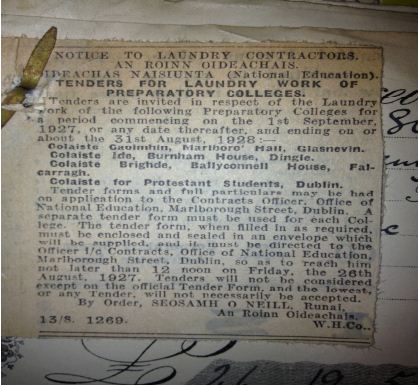 NOTICE TO LAUNDRY CONTRACTORS.
AN ROINN OIDEACHAIS.
OIDEACHAS NAISIUNTA (National Education).
TENDERS FOR LAUNDRY WORK OF
PREPARATORY COLLEGES.
Tenders are invited in respect of the Laundry
work of the following Preparatory Colleges for
a period commencing on the 1st September,
1927, or any date thereafter, and ending on or
about the 31st August, 1928:—
Colaiste Caoimhin, Marlboro' Hall, Glasnevin.
Colaiste Ide, Burnham House, Dingle.
Colaiste Brighde, Ballyconnell House, Fal-
carragh.
Colaiste for Protestant Students, Dublin.
Tender forms and full particulars may be had
on application to the Contracts Officer, Office of
National Education, Marlborough Street, Dublin. A
separate tender form must be used for each Col-
lege. The tender form, when filled in as required,
must be enclosed and sealed in an envelope which
will be supplied, and it must be directed to the
Officer i/c Contracts, Office of National Education,
Marlborough Street, Dublin, so as to reach him
not later than 12 noon on Friday, the 26th
August, 1927. Tenders will not be considered
except on the official Tender Form, and the lowest,
or any Tender, will not necessarily be accepted.
By Order, SEOSAMH O NEILL, Runai,
An Roinn Oideachais.
13/S. 1269.
W.H.Co..